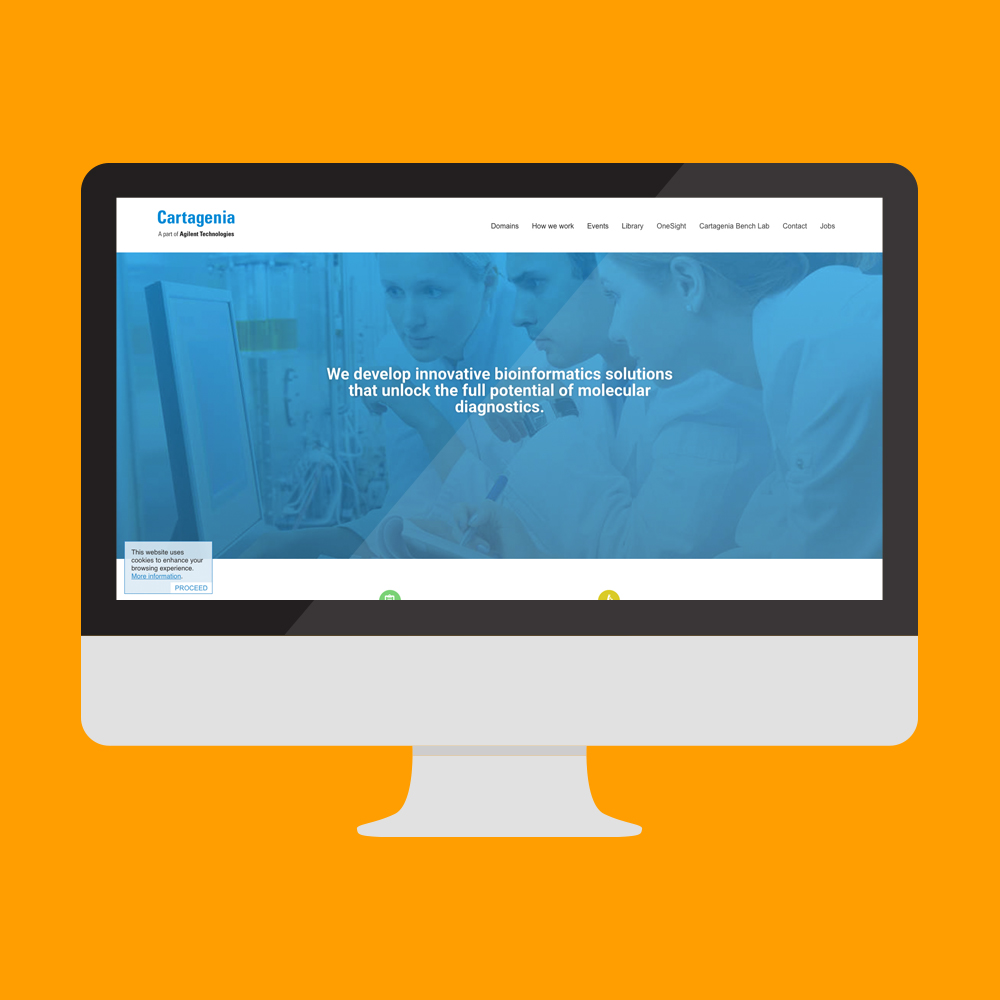 Cartagenia
A part of Agilent Technologies
Domains How we work Events Library OneSight Cartagenia Bench Lab Contact Jobs
We develop innovative bioinformatics solutions
that unlock the full potential of molecular
diagnostics.
This website uses
cookies to enhance your
browsing experience.
More information.
PROCEED